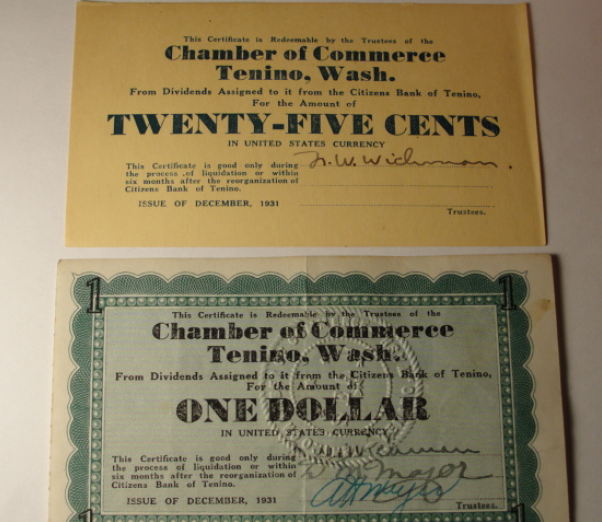 This Certificate is Redeemable by the Trustees of the
Chamber of Commerce
Tenino, Wash.
From Dividends Assigned to it from the Citizens Bank of Tenino,
For the Amount of
TWENTY-FIVE CENTS
IN UNITED STATES CURRENCY
This Certificate is good only during
the process of liquidation or within
six months after the reorganization of
Citizens Bank of Tenino.
ISSUE OF DECEMBER, 1931
Trustees.
1 1
This Certificate is Redeemable by the Trustees of the
Chamber of Commerce
Tenino, Wash.
From Dividends Assigned to it from the Citizens Bank of Tenino,
For the Amount of
ONE DOLLAR
IN UNITED STATES CURRENCY
This Certificate is good only during
the process of liquidation or within
six months after the reorganization of
Citizens Bank of Tenino.
Major
ISSUE OF DECEMBER, 1931
Trustees.